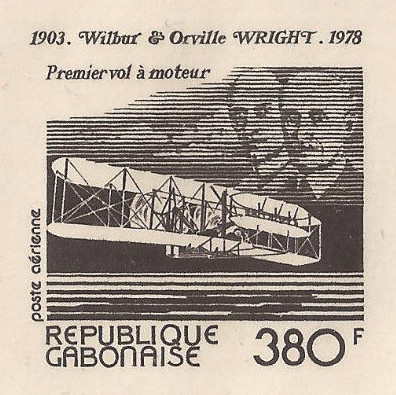 1903. Wilbur & Orville WRIGHT. 1978
Premier vol à moteur
poste aérienne
REPUBLIQUE
GABONAISE
380F